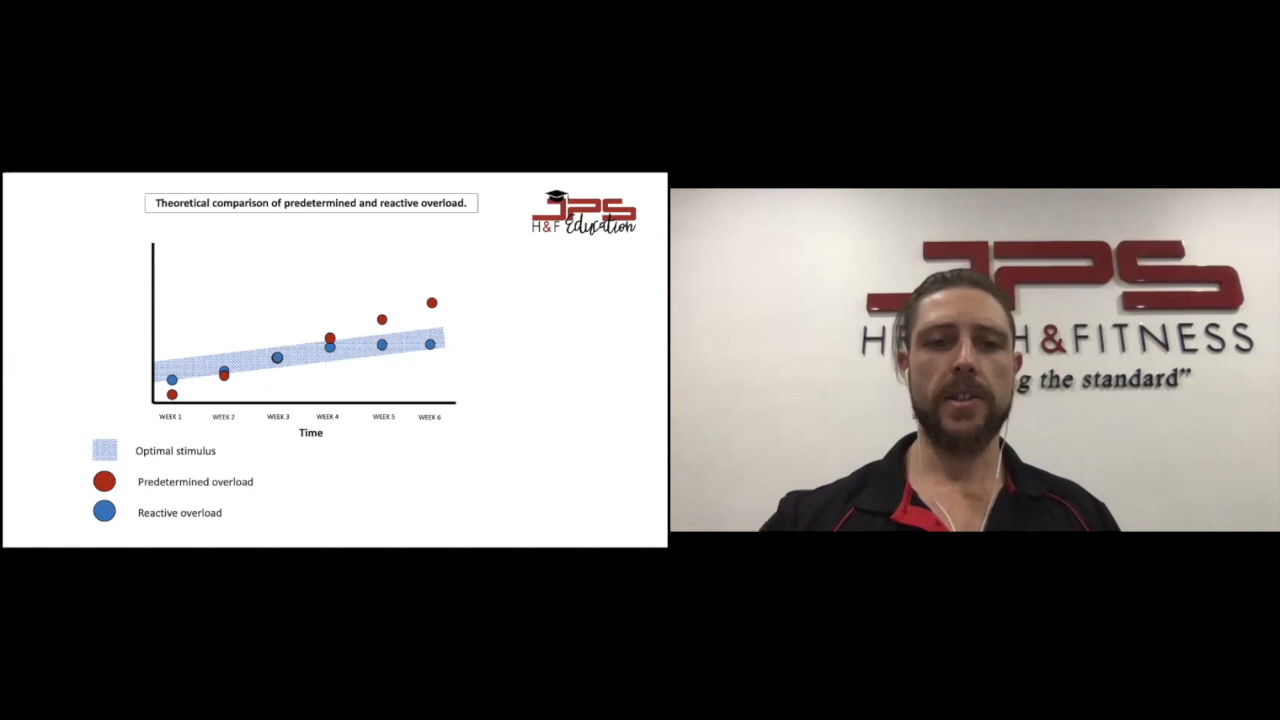 Theoretical comparison of predetermined and reactive overload.
JPS
H&F Education
WEEK 1
WEEK 2
WEEK 3
WEEK 4
WEEK 5
WEEK 6
Time
Optimal stimulus
Predetermined overload
Reactive overload
JPS
H H&FITNESS
g the standard”